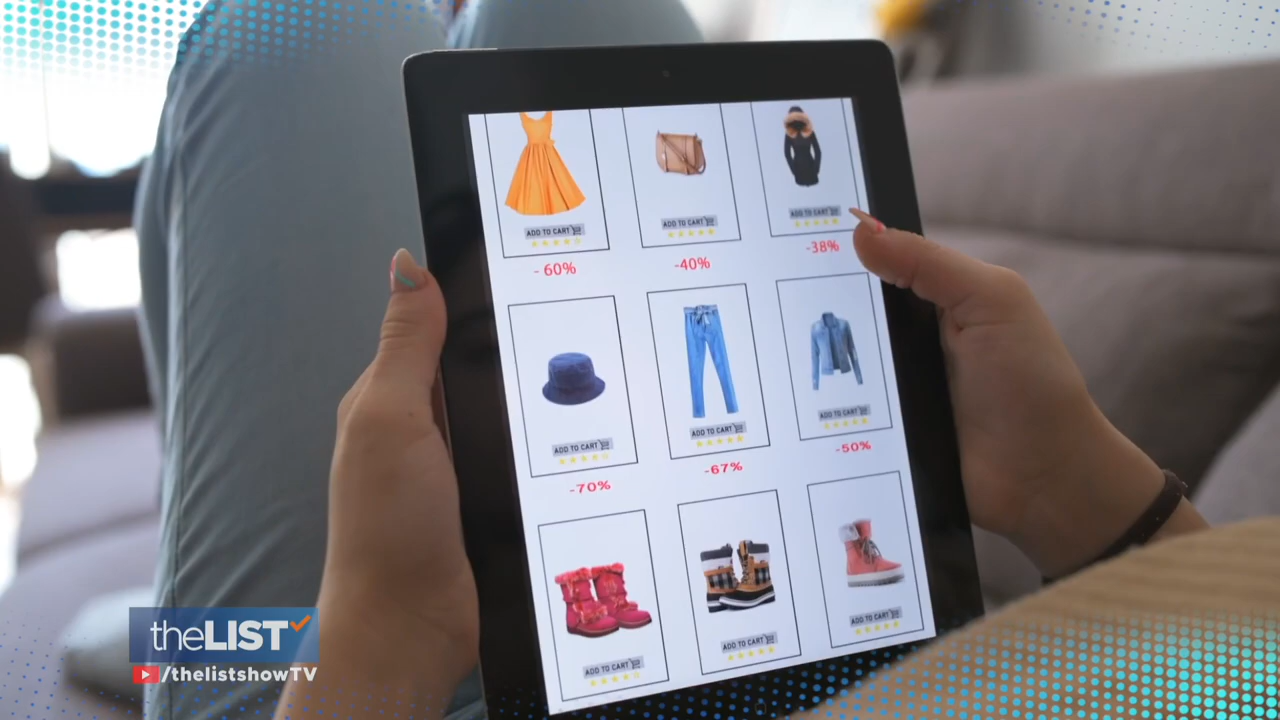 ADD TO CART
ADD TO CART
ADD TO CART
- 60%
-40%
-38%
ADD TO CART
ADD TO CART
ADD TO CART
-70%
-67%
-50%
ADD TO CART
ADD TO CART
ADD TO CART
theLIST
/thelistshowTV